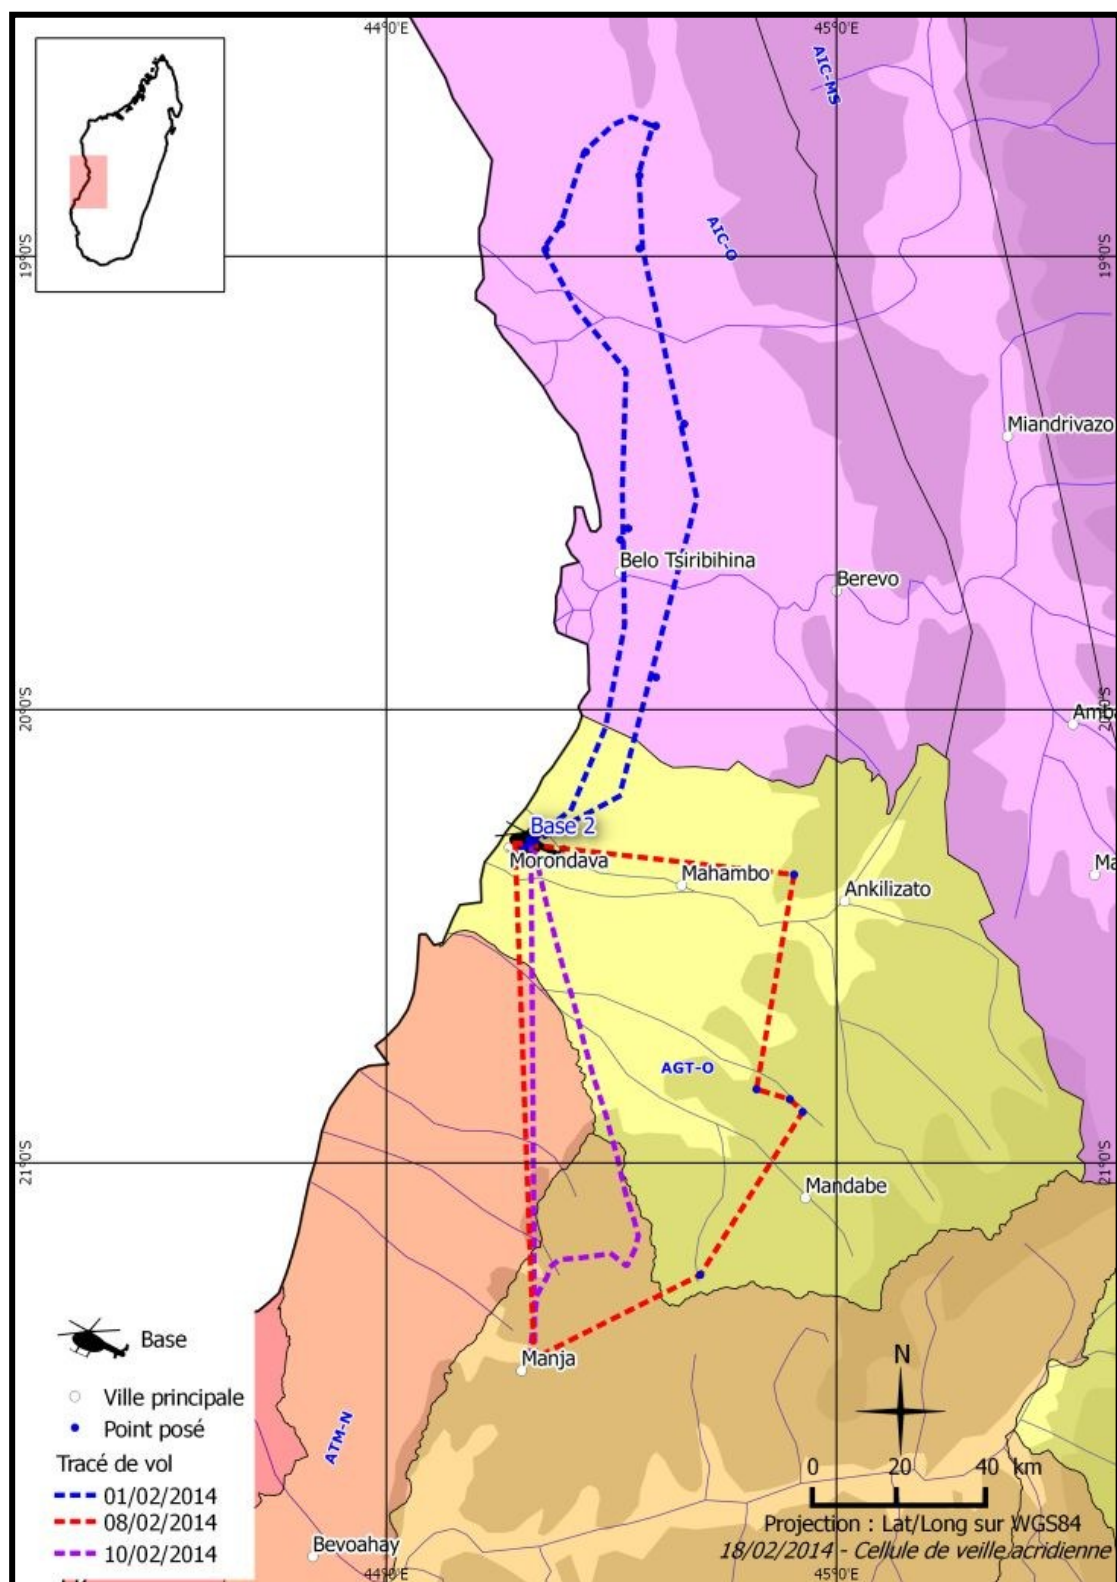 44°0'E
45°0'E
AIC-MS
AIC-O
19°0'S
19°0'S
Miandrivazo
Belo Tsiribihina
Berevo
20°0'S
20°0'S
Base 2
Morondava
Mahambo
Ankilizato
AGT-O
21°0'S
21°0'S
Mandabe
Manja
Base
Ville principale
Point posé
Tracé de vol
01/02/2014
08/02/2014
10/02/2014
ATM-N
Bevoahay
N
0 20 40 km
Projection : Lat/Long sur WGS84
18/02/2014 - Cellule de veille acridienne
44°0'E
45°0'E